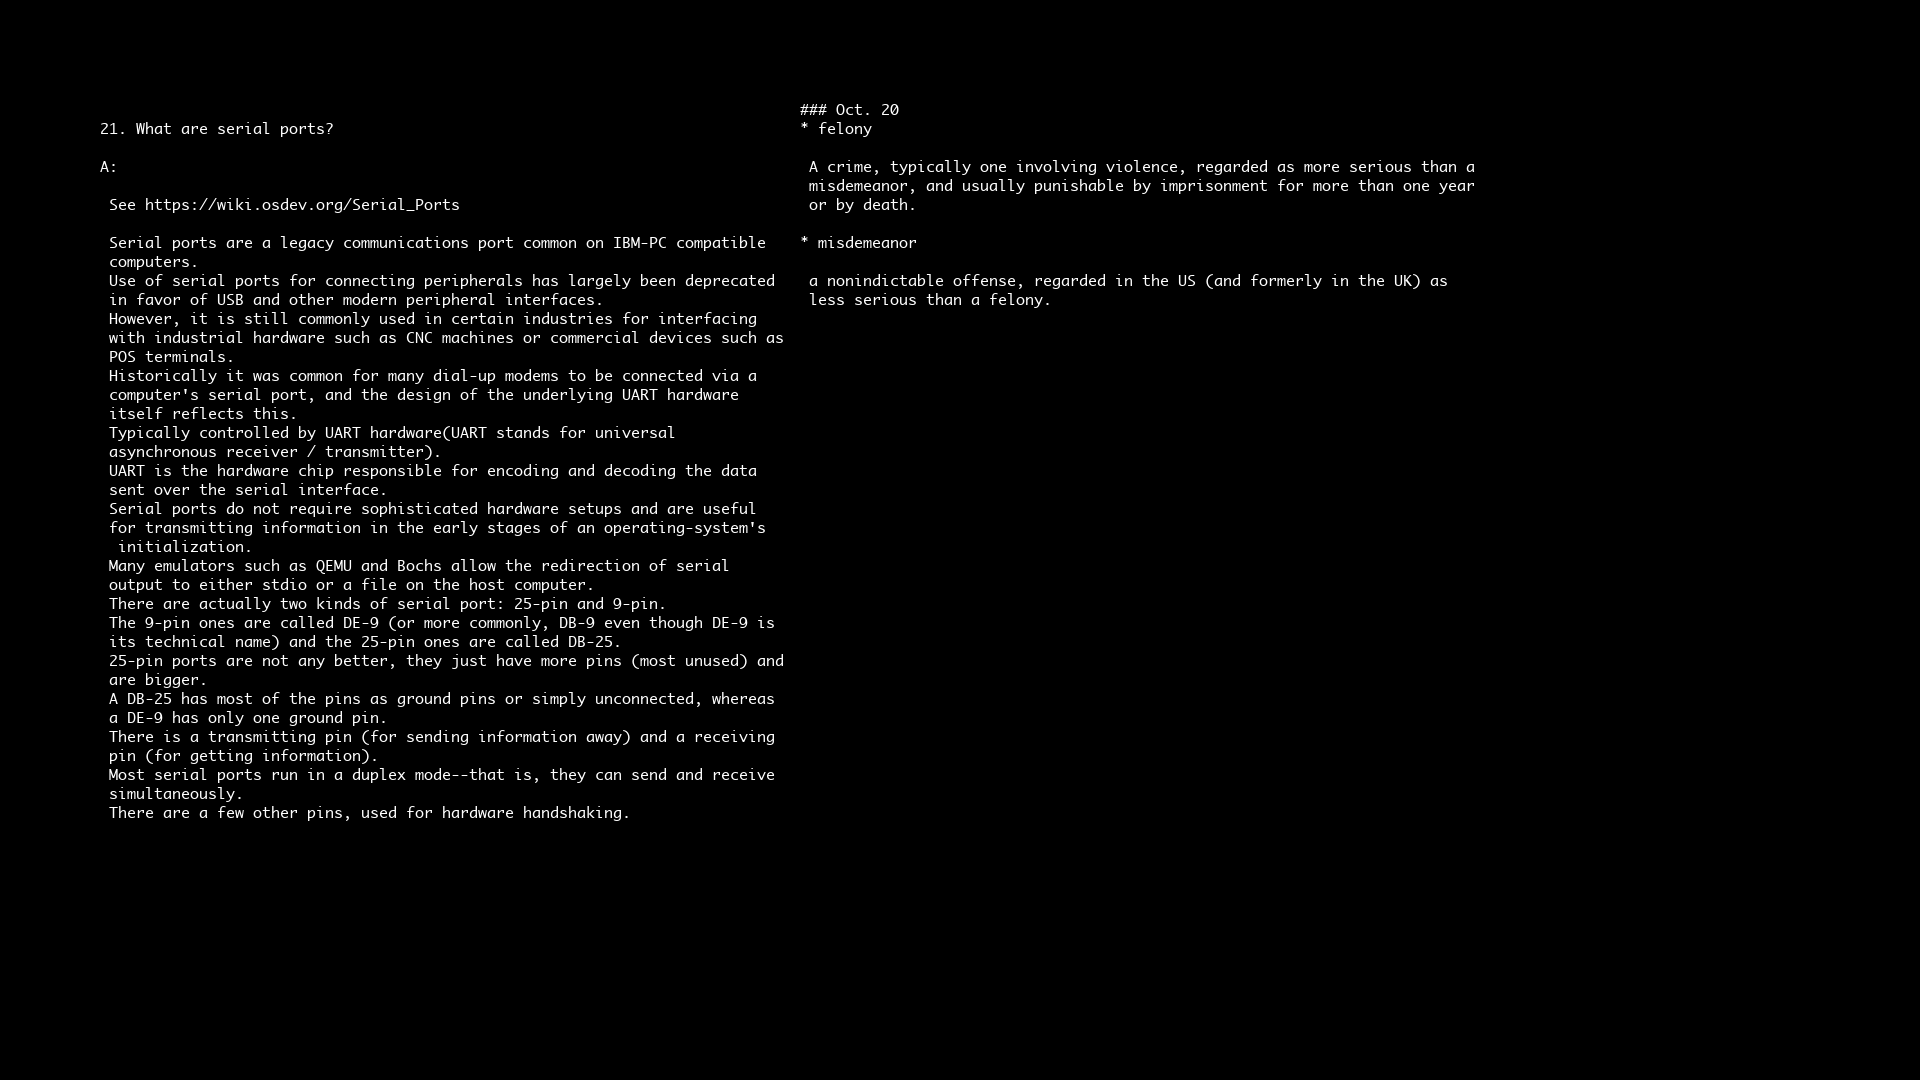 21. What are serial ports?
A:
See https://wiki.osdev.org/Serial_Ports
Serial ports are a legacy communications port common on IBM-PC compatible
computers.
Use of serial ports for connecting peripherals has largely been deprecated
in favor of USB and other modern peripheral interfaces.
However, it is still commonly used in certain industries for interfacing
with industrial hardware such as CNC machines or commercial devices such as
POS terminals.
Historically it was common for many dial-up modems to be connected via a
computer's serial port, and the design of the underlying UART hardware
itself reflects this.
Typically controlled by UART hardware(UART stands for universal
asynchronous receiver / transmitter).
UART is the hardware chip responsible for encoding and decoding the data
sent over the serial interface.
Serial ports do not require sophisticated hardware setups and are useful
for transmitting information in the early stages of an operating-system's
initialization.
Many emulators such as QEMU and Bochs allow the redirection of serial
output to either stdio or a file on the host computer.
There are actually two kinds of serial port: 25-pin and 9-pin.
The 9-pin ones are called DE-9 (or more commonly, DB-9 even though DE-9 is
its technical name) and the 25-pin ones are called DB-25.
25-pin ports are not any better, they just have more pins (most unused) and
are bigger.
A DB-25 has most of the pins as ground pins or simply unconnected, whereas
a DE-9 has only one ground pin.
There is a transmitting pin (for sending information away) and a receiving
pin (for getting information).
Most serial ports run in a duplex mode--that is, they can send and receive
simultaneously.
There are a few other pins, used for hardware handshaking.
### Oct. 20
* felony
A crime, typically one involving violence, regarded as more serious than a
misdemeanor, and usually punishable by imprisonment for more than one year
or by death.
* misdemeanor
a nonindictable offense, regarded in the US (and formerly in the UK) as
less serious than a felony.